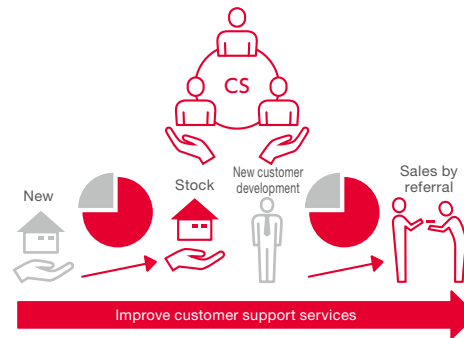 CS
New
Stock
New customer
development
Sales by
referral
Improve customer support services